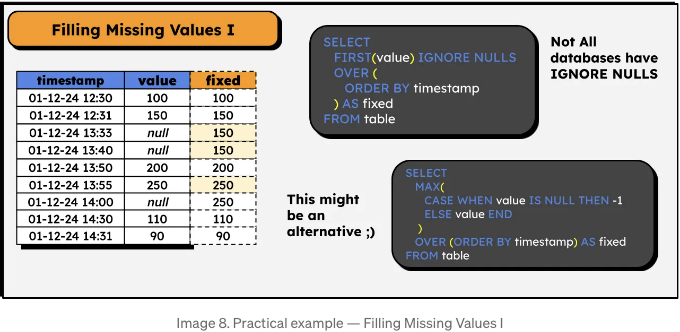 Filling Missing Values I
timestamp value fixed
01-12-24 12:30 100 100
01-12-24 12:31 150 150
01-12-24 13:33 null 150
01-12-24 13:40 null 150
01-12-24 13:50 200 200
01-12-24 13:55 250 250
01-12-24 14:00 null 250
01-12-24 14:30 110 110
01-12-24 14:31 90 90
SELECT
FIRST(value) IGNORE NULLS
OVER (
ORDER BY timestamp
) AS fixed
FROM table
Not All
databases have
IGNORE NULLS
This might
be an
alternative ;)
SELECT
MAX(
CASE WHEN value IS NULL THEN -1
ELSE value END
)
OVER (ORDER BY timestamp) AS fixed
FROM table
Image 8. Practical example — Filling Missing Values I